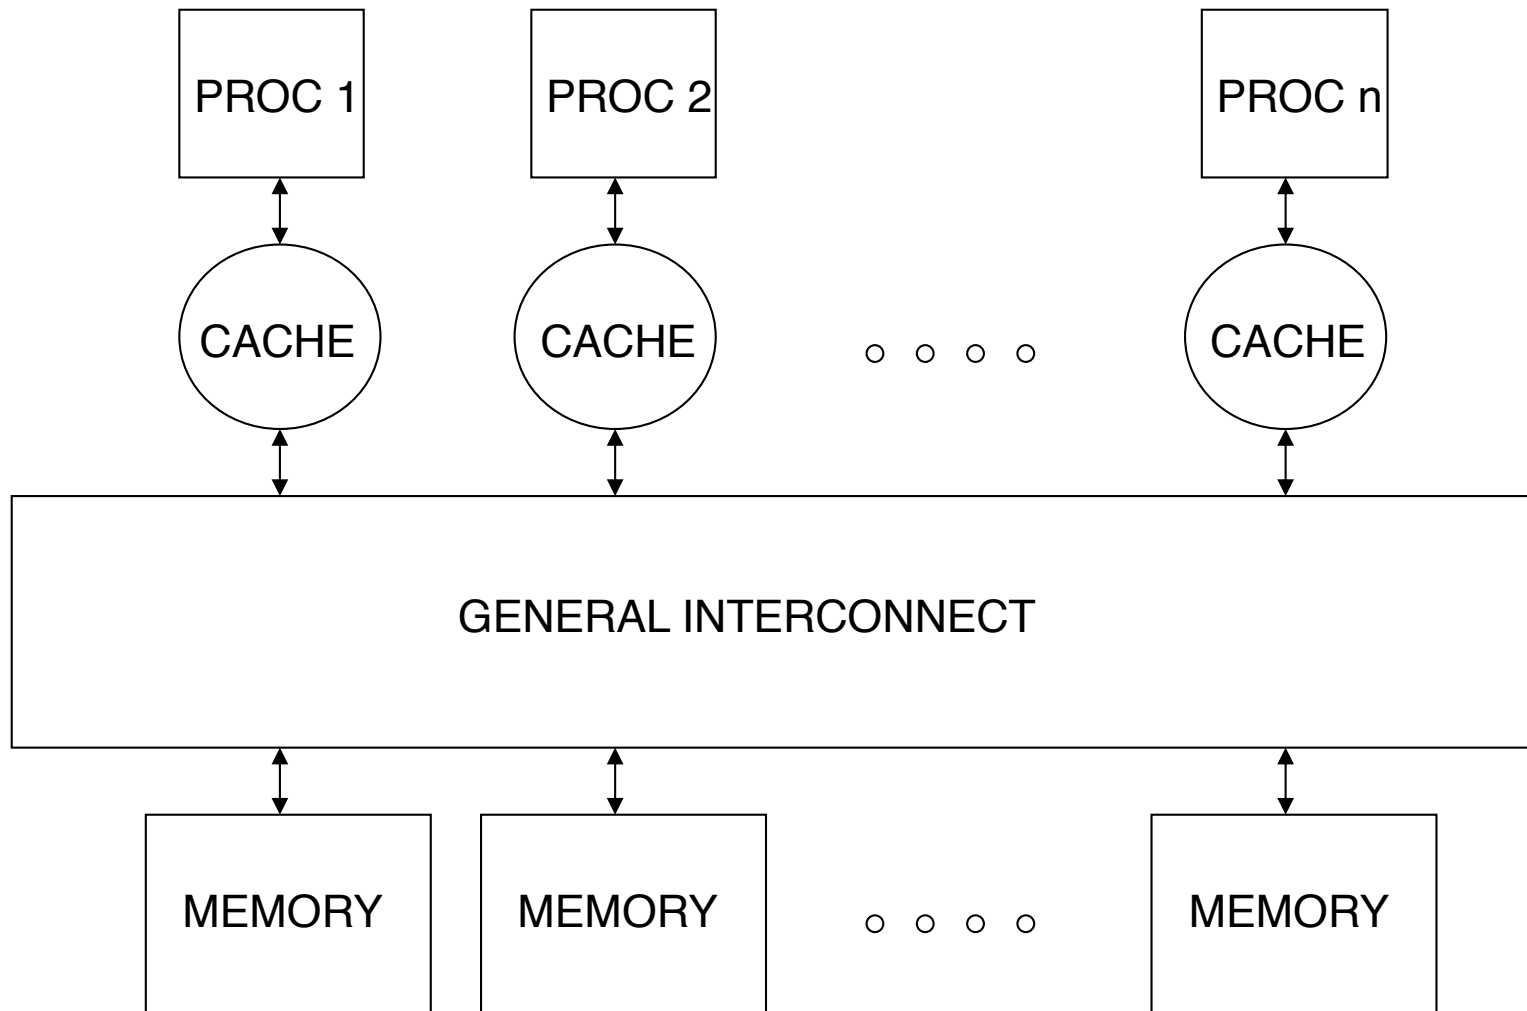 PROC 1
PROC 2
PROC n
CACHE
CACHE
CACHE
GENERAL INTERCONNECT
MEMORY
MEMORY
MEMORY